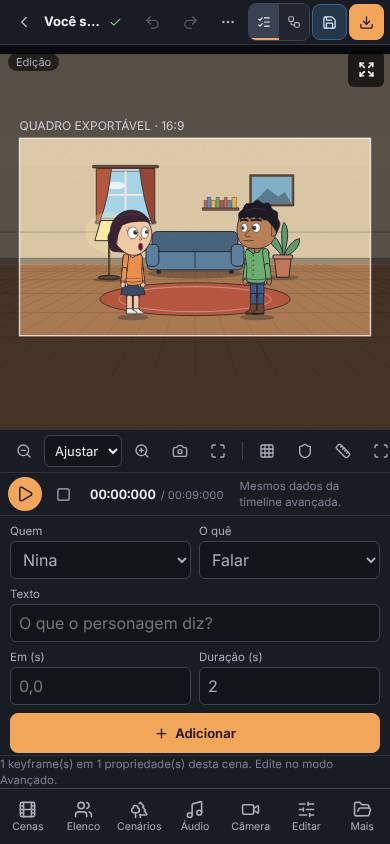 Você s...
Edição
QUADRO EXPORTÁVEL · 16:9
Ajustar
00:00:000 / 00:09:000
Mesmos dados da
timeline avançada.
Quem
O quê
Nina
Falar
Texto
O que o personagem diz?
Em (s)
Duração (s)
0,0
2
+ Adicionar
1 keyframe(s) em 1 propriedade(s) desta cena. Edite no modo
Avançado.
Cenas
Elenco
Cenários
Áudio
Câmera
Editar
Mais